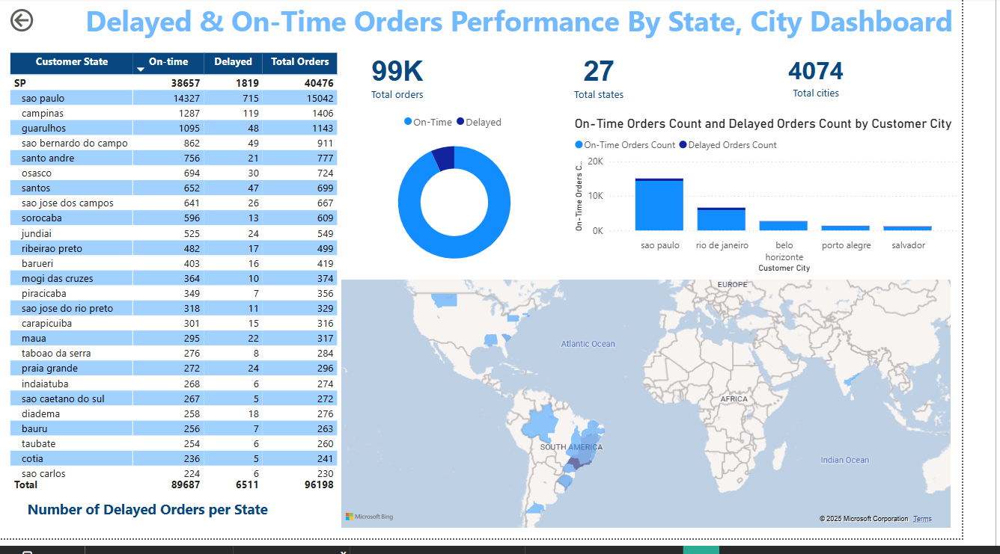 Delayed & On-Time Orders Performance By State, City Dashboard
Customer State On-time Delayed Total Orders
SP 38657 1819 40476
sao paulo 14327 715 15042
campinas 1287 119 1406
guarulhos 1095 48 1143
sao bernardo do campo 862 49 911
santo andre 756 21 777
osasco 694 30 724
santos 652 47 699
sao jose dos campos 641 26 667
sorocaba 596 13 609
jundiai 525 24 549
ribeirao preto 482 17 499
barueri 403 16 419
mogi das cruzes 364 10 374
piracicaba 349 7 356
sao jose do rio preto 318 11 329
carapicuiba 301 15 316
maua 295 22 317
taboao da serra 276 8 284
praia grande 272 24 296
indaiatuba 268 6 274
sao caetano do sul 267 5 272
diadema 258 18 276
bauru 256 7 263
taubate 254 6 260
cotia 236 5 241
sao carlos 224 6 230
Total 89687 6511 96198
Number of Delayed Orders per State
99K
Total orders
27
Total states
4074
Total cities
On-Time Delayed
On-Time Orders Count and Delayed Orders Count by Customer City
On-Time Orders Count Delayed Orders Count
On-Time Orders C...
20K
10K
0K
sao paulo rio de janeiro belo horizonte porto alegre salvador
Customer City
EUROPE
Atlantic Ocean
AFRICA
SOUTH AMERICA
Indian Ocean
Microsoft Bing
© 2025 Microsoft Corporation Terms